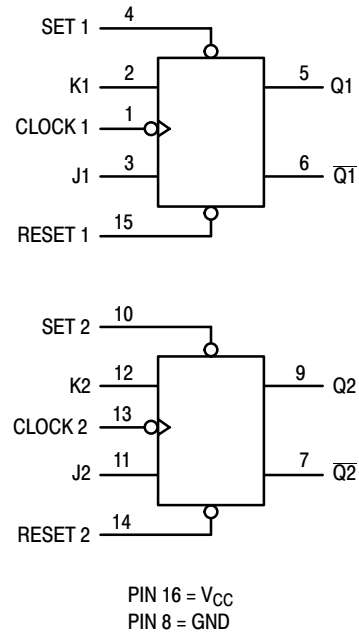 SET 1 4
K1 2 5 Q1
CLOCK 1 1
J1 3 6 Q̅1̅
RESET 1 15
SET 2 10
K2 12 9 Q2
CLOCK 2 13
J2 11 7 Q̅2̅
RESET 2 14
PIN 16 = VCC
PIN 8 = GND